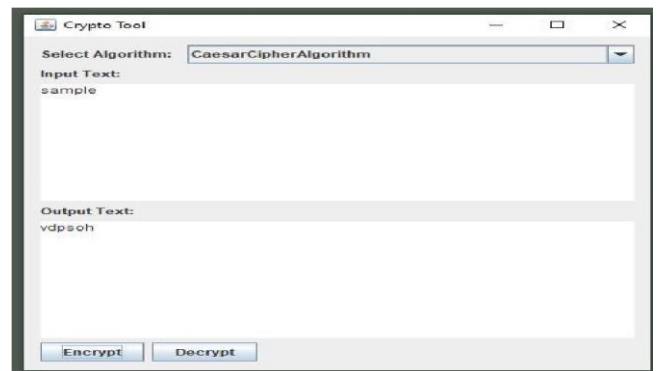 Crypto Tool
Select Algorithm: CaesarCipherAlgorithm
Input Text:
sample
Output Text:
vdpsoh
Encrypt Decrypt